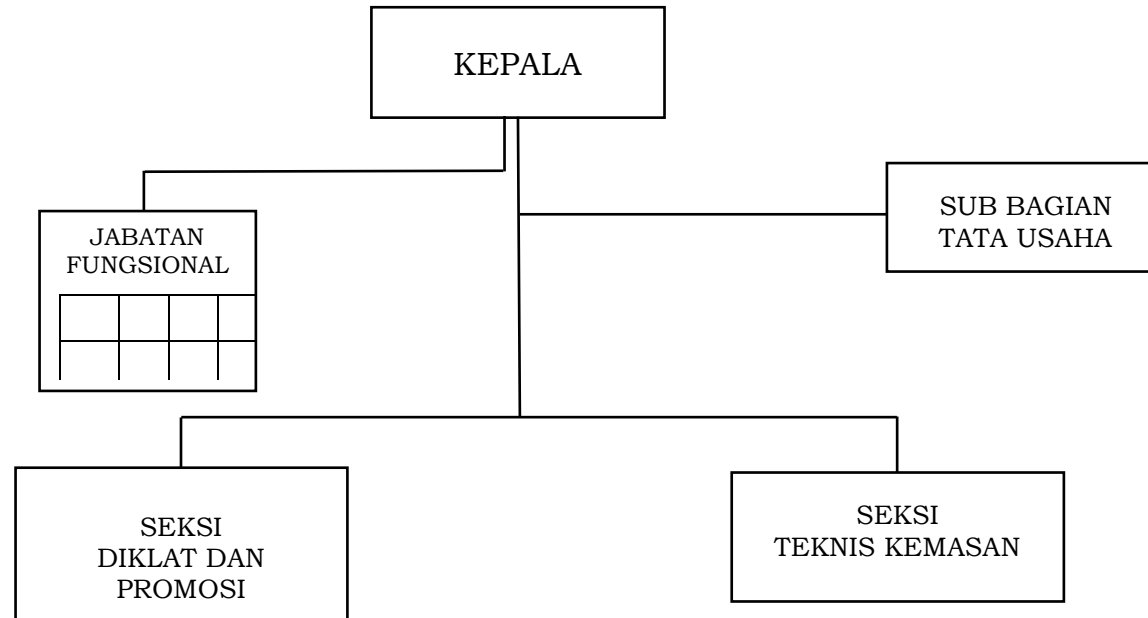 KEPALA
SUB BAGIAN
TATA USAHA
JABATAN
FUNGSIONAL
SEKSI
DIKLAT DAN
PROMOSI
SEKSI
TEKNIS KEMASAN